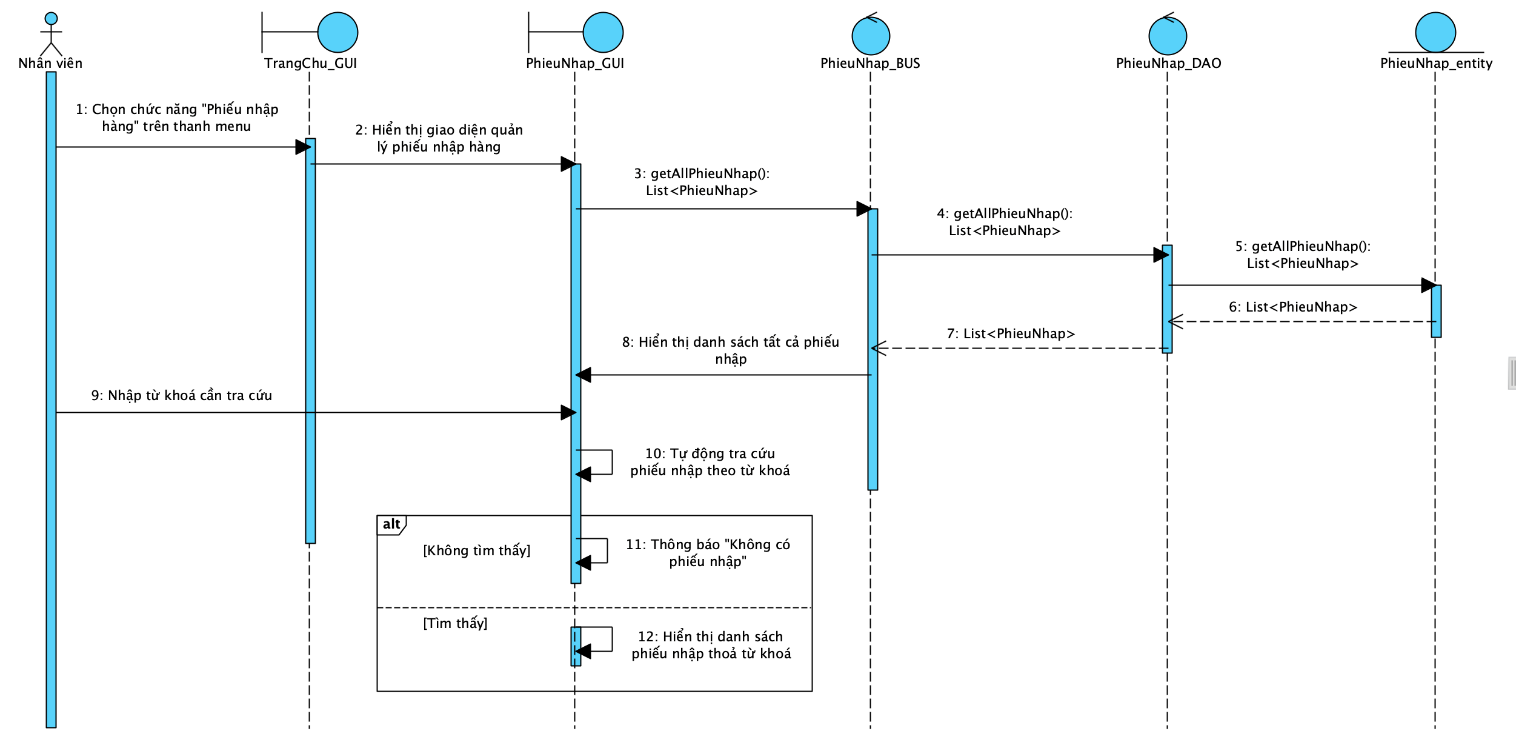 Nhân viên
TrangChu_GUI
PhieuNhap_GUI
PhieuNhap_BUS
PhieuNhap_DAO
PhieuNhap_entity
1: Chọn chức năng "Phiếu nhập
hàng" trên thanh menu
2: Hiển thị giao diện quản
lý phiếu nhập hàng
3: getAllPhieuNhap():
List<PhieuNhap>
4: getAllPhieuNhap():
List<PhieuNhap>
5: getAllPhieuNhap():
List<PhieuNhap>
6: List<PhieuNhap>
7: List<PhieuNhap>
8: Hiển thị danh sách tất cả phiếu
nhập
9: Nhập từ khoá cần tra cứu
10: Tự động tra cứu
phiếu nhập theo từ khoá
alt
[Không tìm thấy]
11: Thông báo "Không có
phiếu nhập"
[Tìm thấy]
12: Hiển thị danh sách
phiếu nhập thoả từ khoá